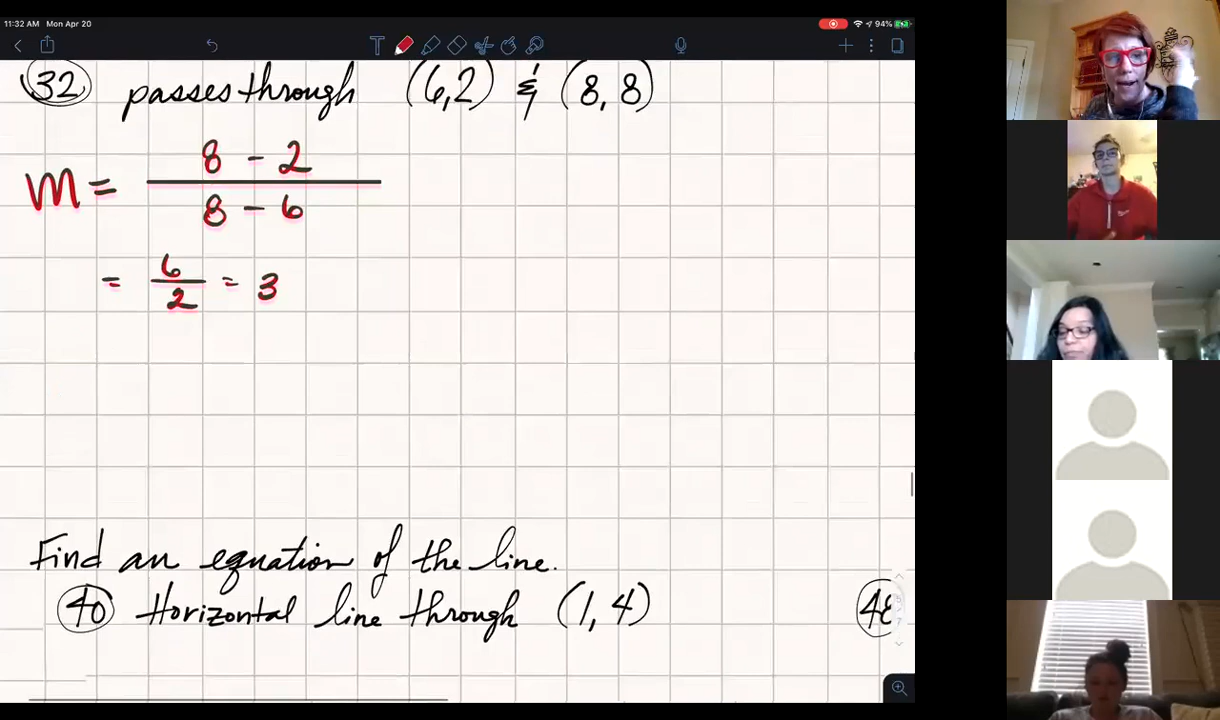 11:32 AM Mon Apr 20
94%
32 passes through (6,2) & (8,8)
m = 8 - 2
8 - 6
= 6/2 = 3
Find an equation of the line.
40 Horizontal line through (1,4)
48